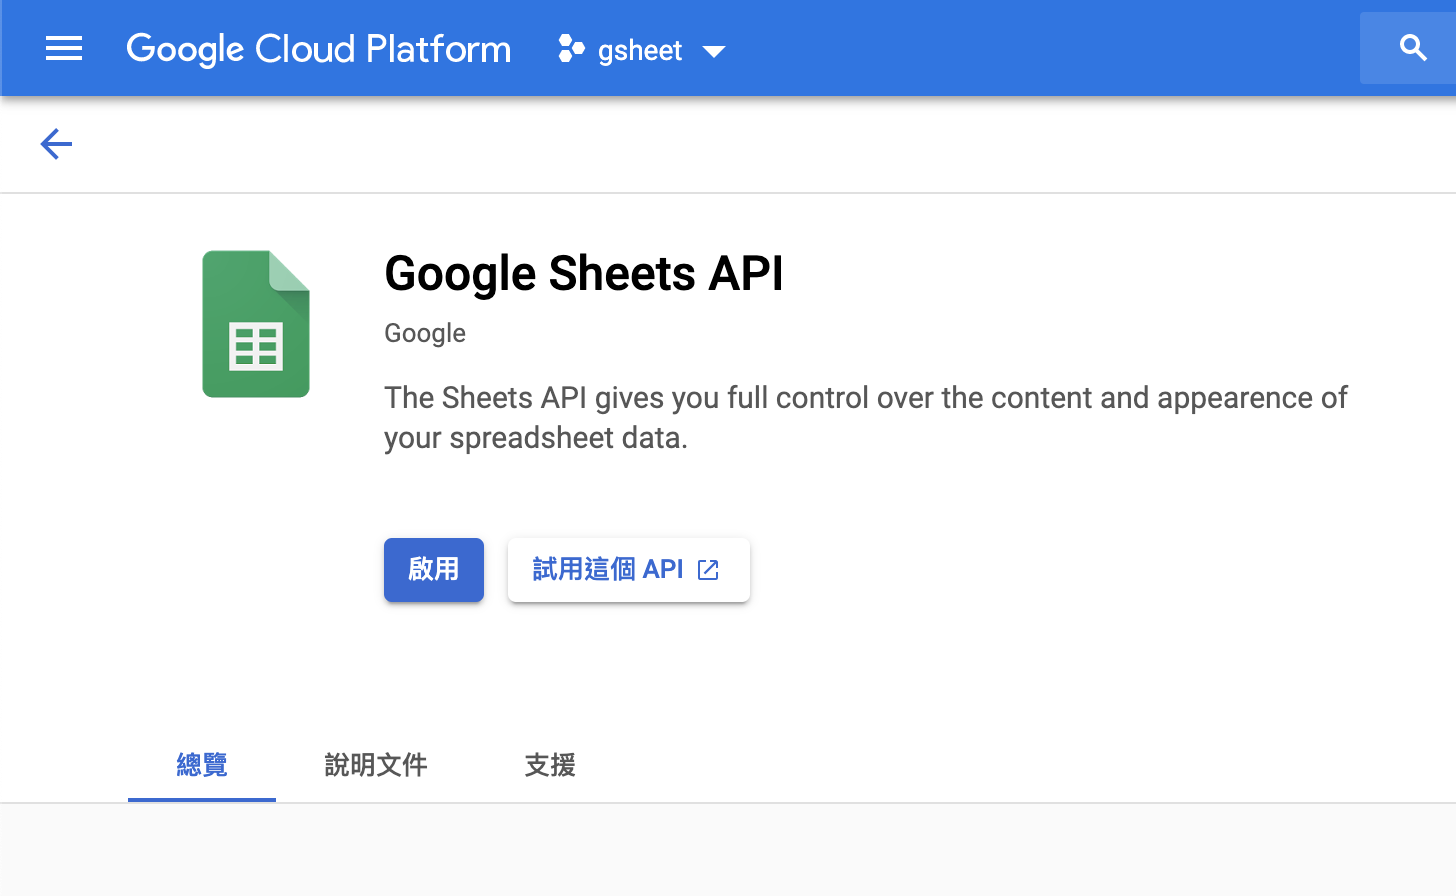 Google Cloud Platform
gsheet
Google Sheets API
Google
The Sheets API gives you full control over the content and appearence of
your spreadsheet data.
啟用
試用這個 API
總覽
說明文件
支援